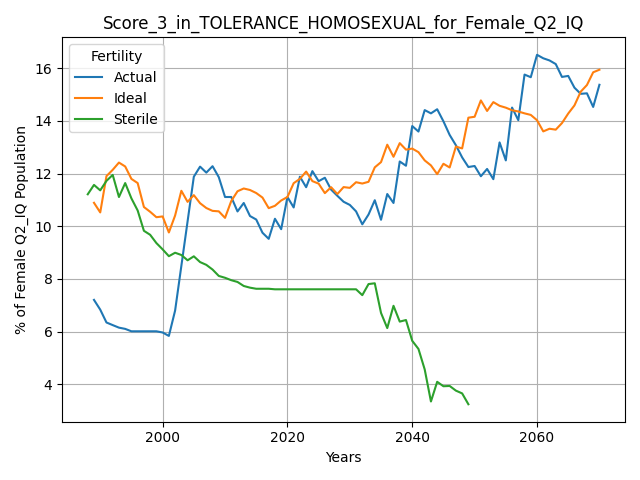 Score_3_in_TOLERANCE_HOMOSEXUAL_for_Female_Q2_IQ
Fertility
Actual
Ideal
Sterile
% of Female Q2_IQ Population
16
14
12
10
8
6
4
2000 2020 2040 2060
Years